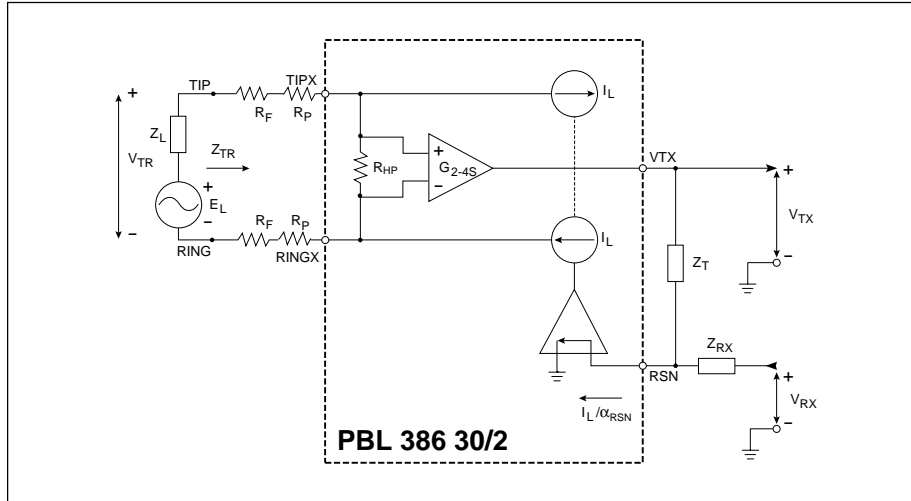 TIP
TIPX
R_F
R_P
I_L
+
Z_L
V_TR
Z_TR
+
E_L
−
−
R_HP
+
G_2-4S
−
VTX
+
V_TX
−
R_F
R_P
RING
RINGX
I_L
Z_T
Z_RX
RSN
+
V_RX
−
I_L/α_RSN
PBL 386 30/2